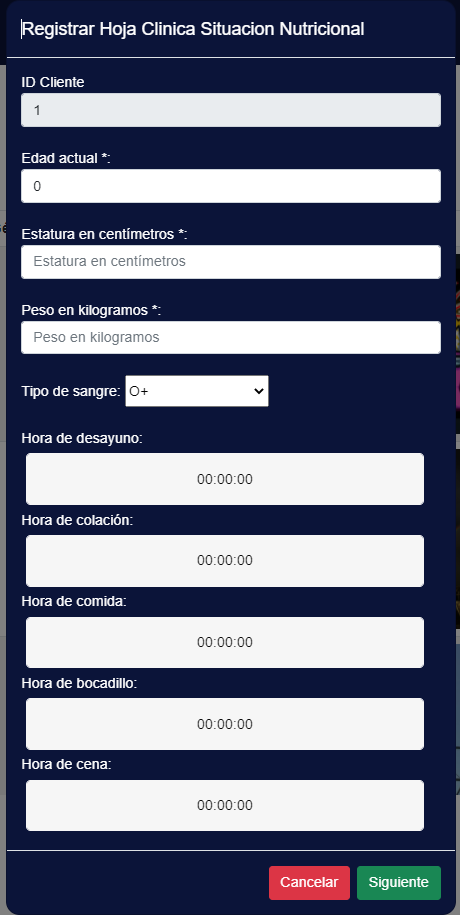 Registrar Hoja Clinica Situacion Nutricional
ID Cliente
1
Edad actual *:
0
Estatura en centímetros *:
Estatura en centímetros
Peso en kilogramos *:
Peso en kilogramos
Tipo de sangre: O+
Hora de desayuno:
00:00:00
Hora de colación:
00:00:00
Hora de comida:
00:00:00
Hora de bocadillo:
00:00:00
Hora de cena:
00:00:00
Cancelar Siguiente